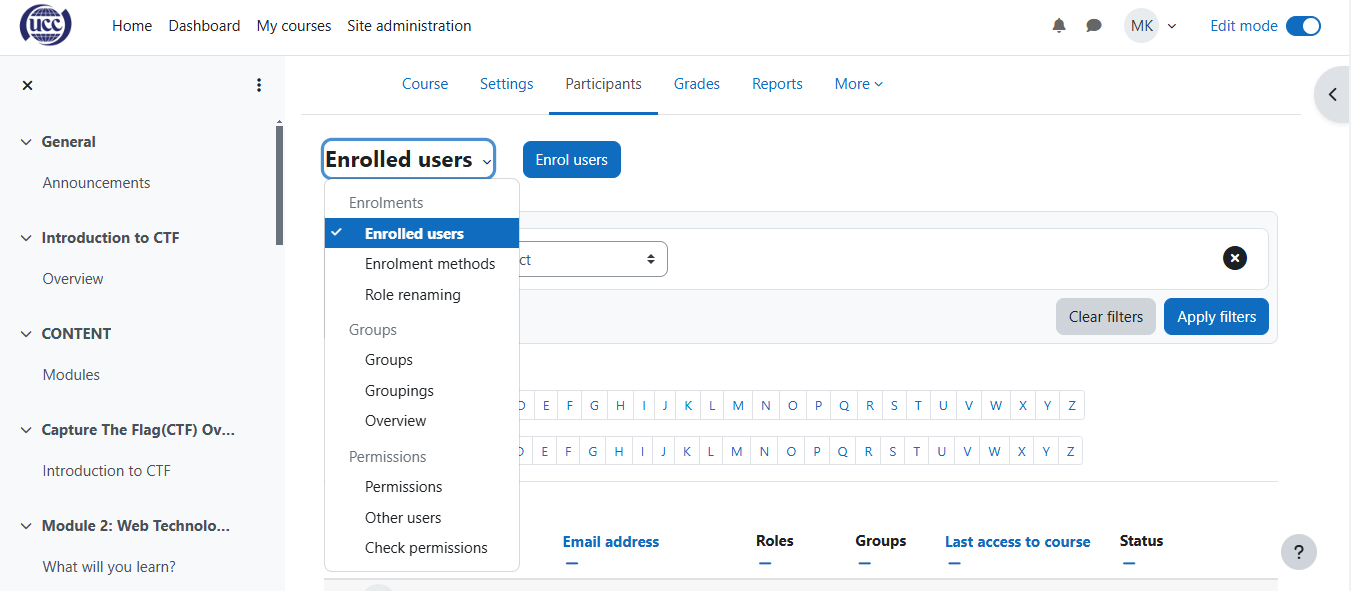 ucc Home Dashboard My courses Site administration MK Edit mode
Course Settings Participants Grades Reports More
General
Announcements
Introduction to CTF
Overview
CONTENT
Modules
Capture The Flag(CTF) Ov...
Introduction to CTF
Module 2: Web Technolo...
What will you learn?
Enrolled users Enrol users
Enrolments
Enrolled users
Enrolment methods
Role renaming
Groups
Groups
Groupings
Overview
Permissions
Permissions
Other users
Check permissions
ct
Clear filters Apply filters
D E F G H I J K L M N O P Q R S T U V W X Y Z
D E F G H I J K L M N O P Q R S T U V W X Y Z
Email address Roles Groups Last access to course Status
?